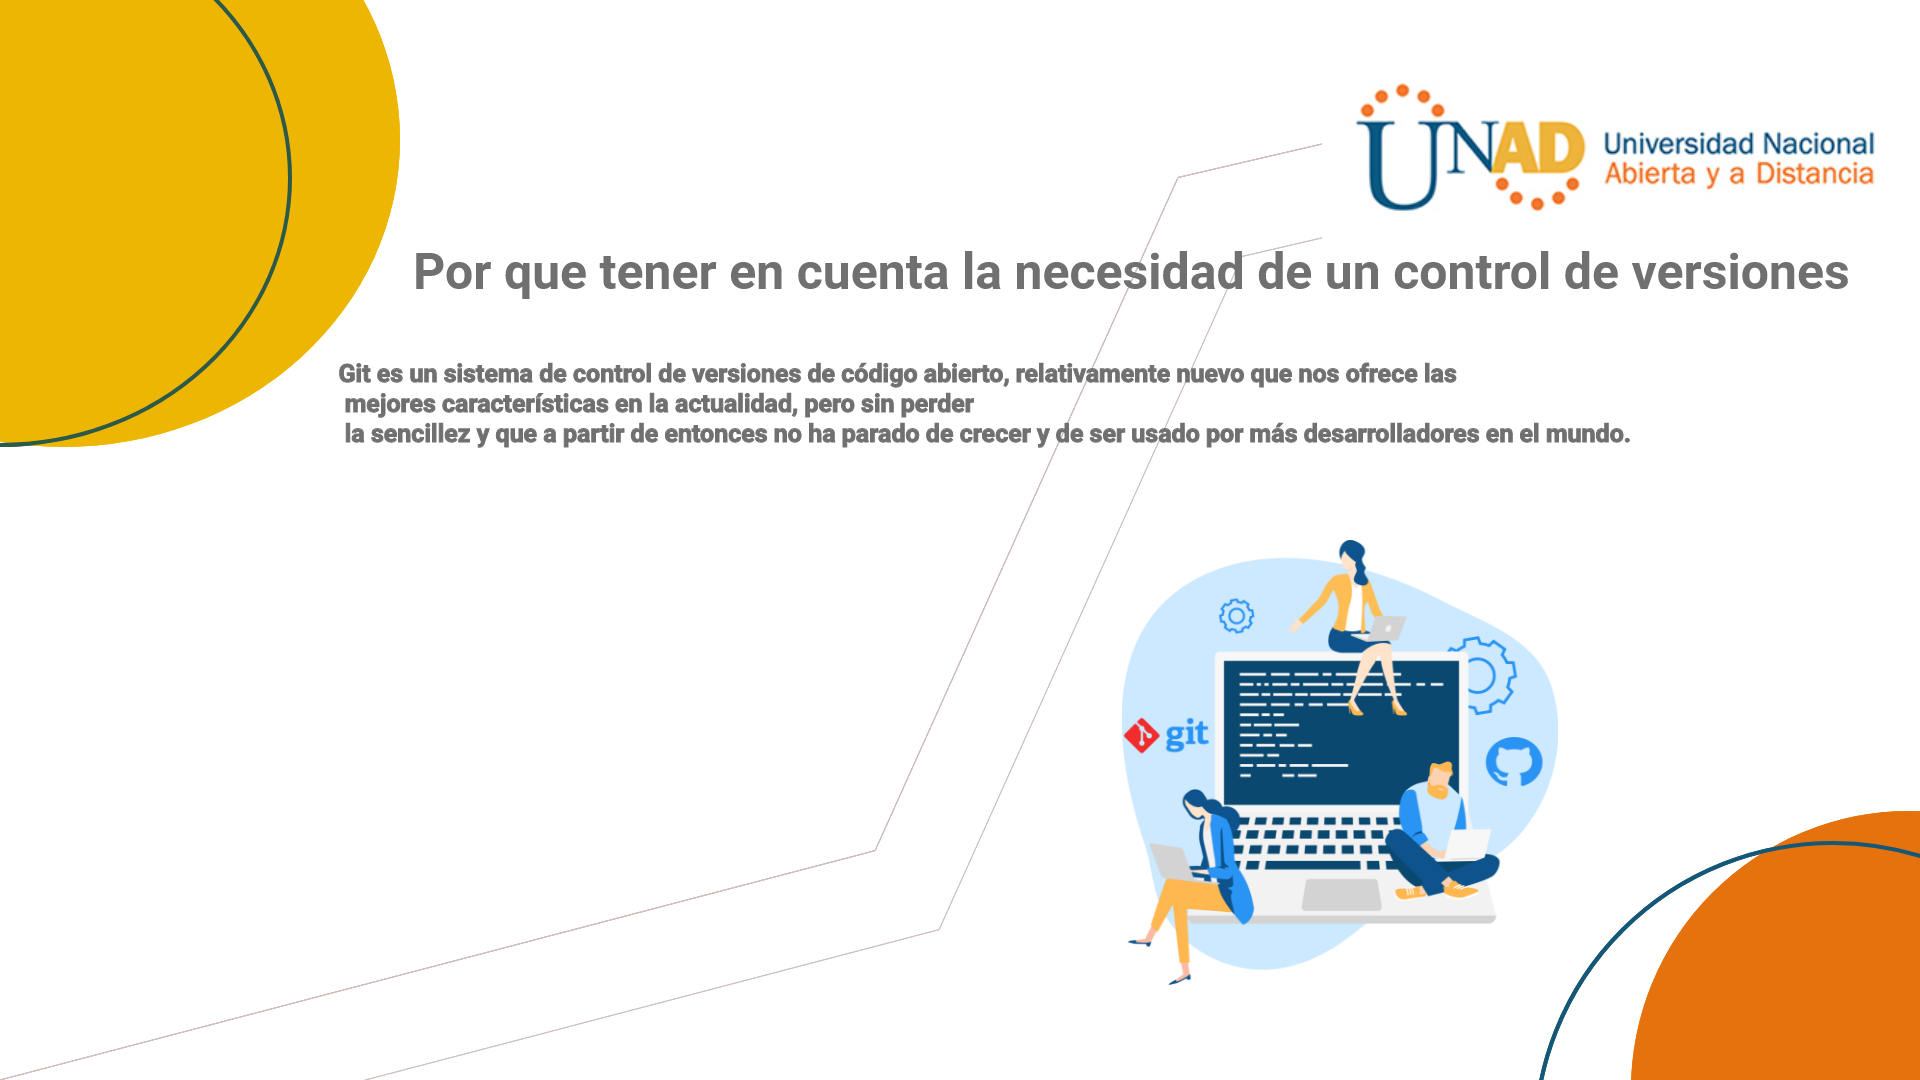 UNAD
Universidad Nacional
Abierta y a Distancia
Por que tener en cuenta la necesidad de un control de versiones
Git es un sistema de control de versiones de código abierto, relativamente nuevo que nos ofrece las
mejores características en la actualidad, pero sin perder
la sencillez y que a partir de entonces no ha parado de crecer y de ser usado por más desarrolladores en el mundo.
git